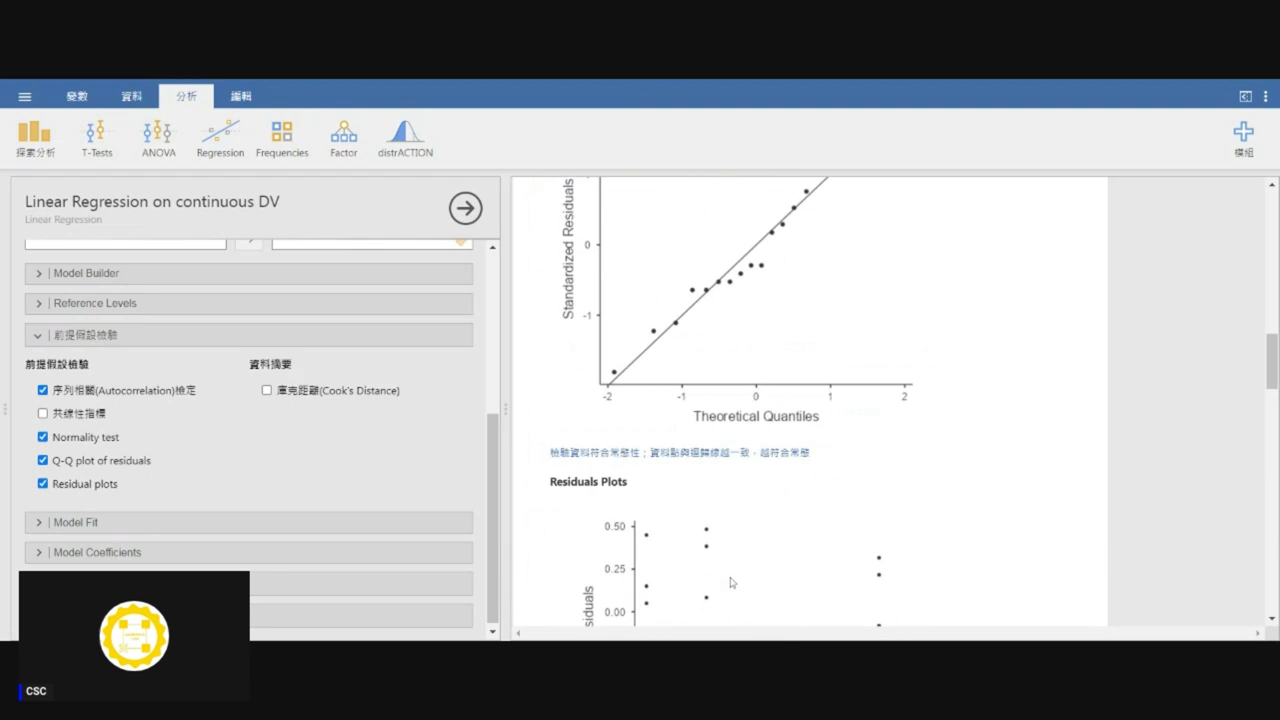 變數 資料 分析 編輯
探索分析 T-Tests ANOVA Regression Frequencies Factor distrACTION 模組
Linear Regression on continuous DV
Linear Regression
Model Builder
Reference Levels
前提假設檢驗
前提假設檢驗 資料摘要
序列相關(Autocorrelation)檢定 庫克距離(Cook's Distance)
共線性指標
Normality test
Q-Q plot of residuals
Residual plots
Model Fit
Model Coefficients
CSC
Standardized Residuals
0
-1
-2 -1 0 1 2
Theoretical Quantiles
檢驗資料符合常態性；資料點與迴歸線越一致，越符合常態
Residuals Plots
0.50
0.25
0.00
siduals